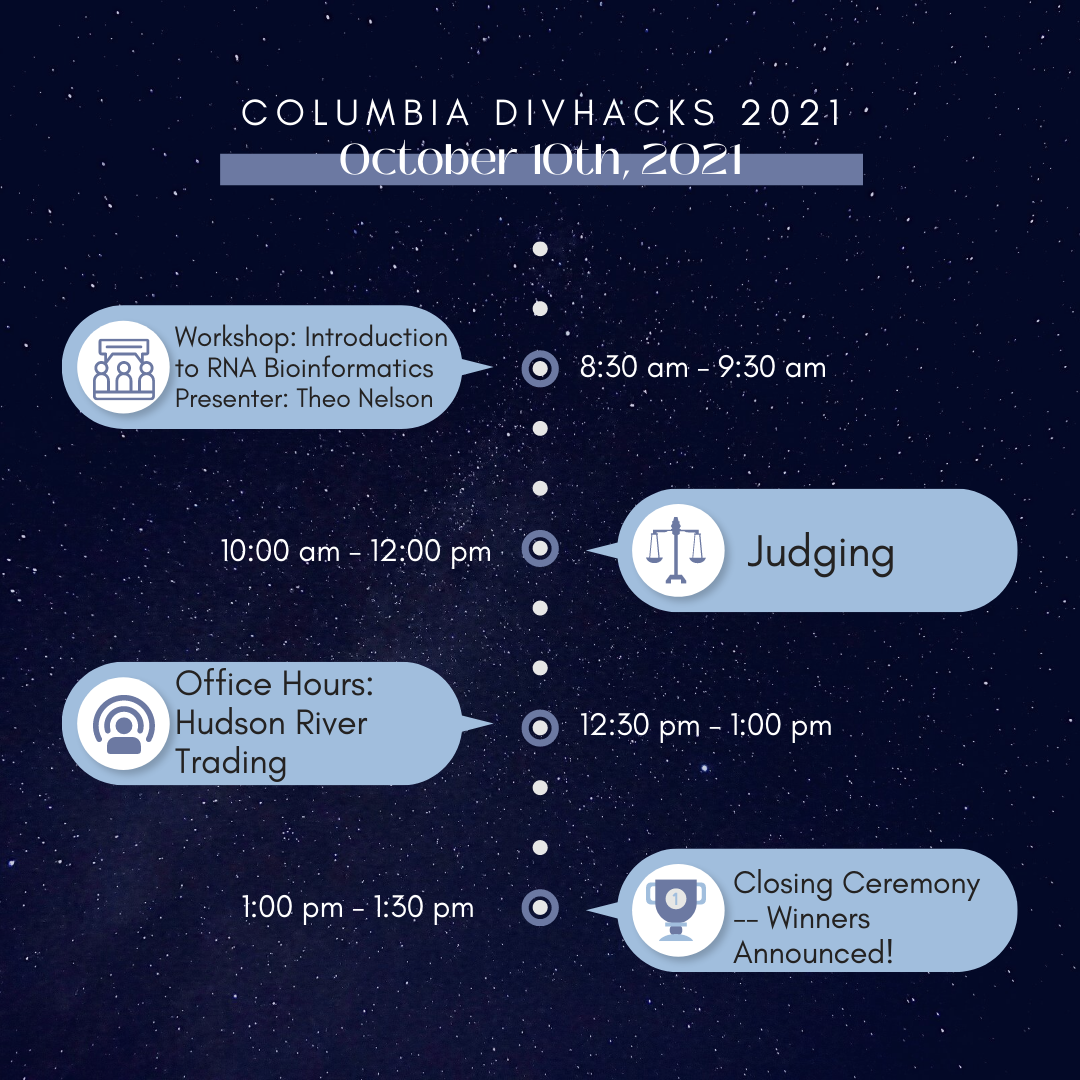 COLUMBIA DIVHACKS 2021
October 10th, 2021
Workshop: Introduction
to RNA Bioinformatics
Presenter: Theo Nelson
8:30 am - 9:30 am
10:00 am - 12:00 pm
Judging
Office Hours:
Hudson River
Trading
12:30 pm - 1:00 pm
1:00 pm - 1:30 pm
1
Closing Ceremony
-- Winners
Announced!